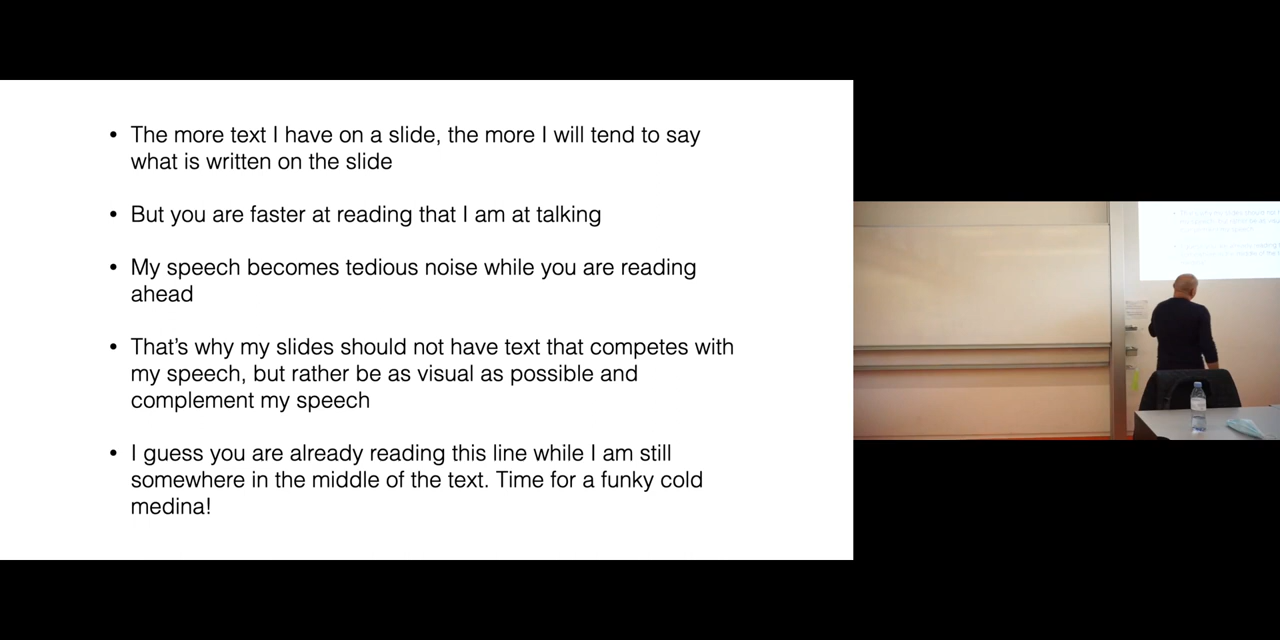 • The more text I have on a slide, the more I will tend to say
what is written on the slide
• But you are faster at reading that I am at talking
• My speech becomes tedious noise while you are reading
ahead
• That's why my slides should not have text that competes with
my speech, but rather be as visual as possible and
complement my speech
• I guess you are already reading this line while I am still
somewhere in the middle of the text. Time for a funky cold
medina!